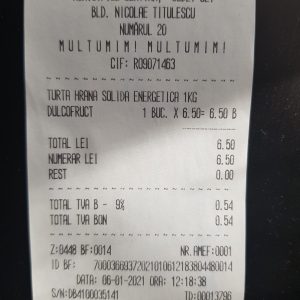 BLD. NICOLAE TITULESCU
NUMĂRUL 20
MULTUMIM! MULTUMIM!
CIF: RO9071463
TURTA HRANA SOLIDA ENERGETICA 1KG
DULCOFRUCT 1 BUC. X 6.50= 6.50 B
TOTAL LEI 6.50
NUMERAR LEI 6.50
REST 0.00
TOTAL TVA B - 9% 0.54
TOTAL TVA BON 0.54
Z:0448 BF:0014 NR.AMEF:0001
ID BF: 70003669372021010612183804480014
DATA: 06-01-2021 ORA: 12:18:38
S/N:DB4100035141 ID:00013796